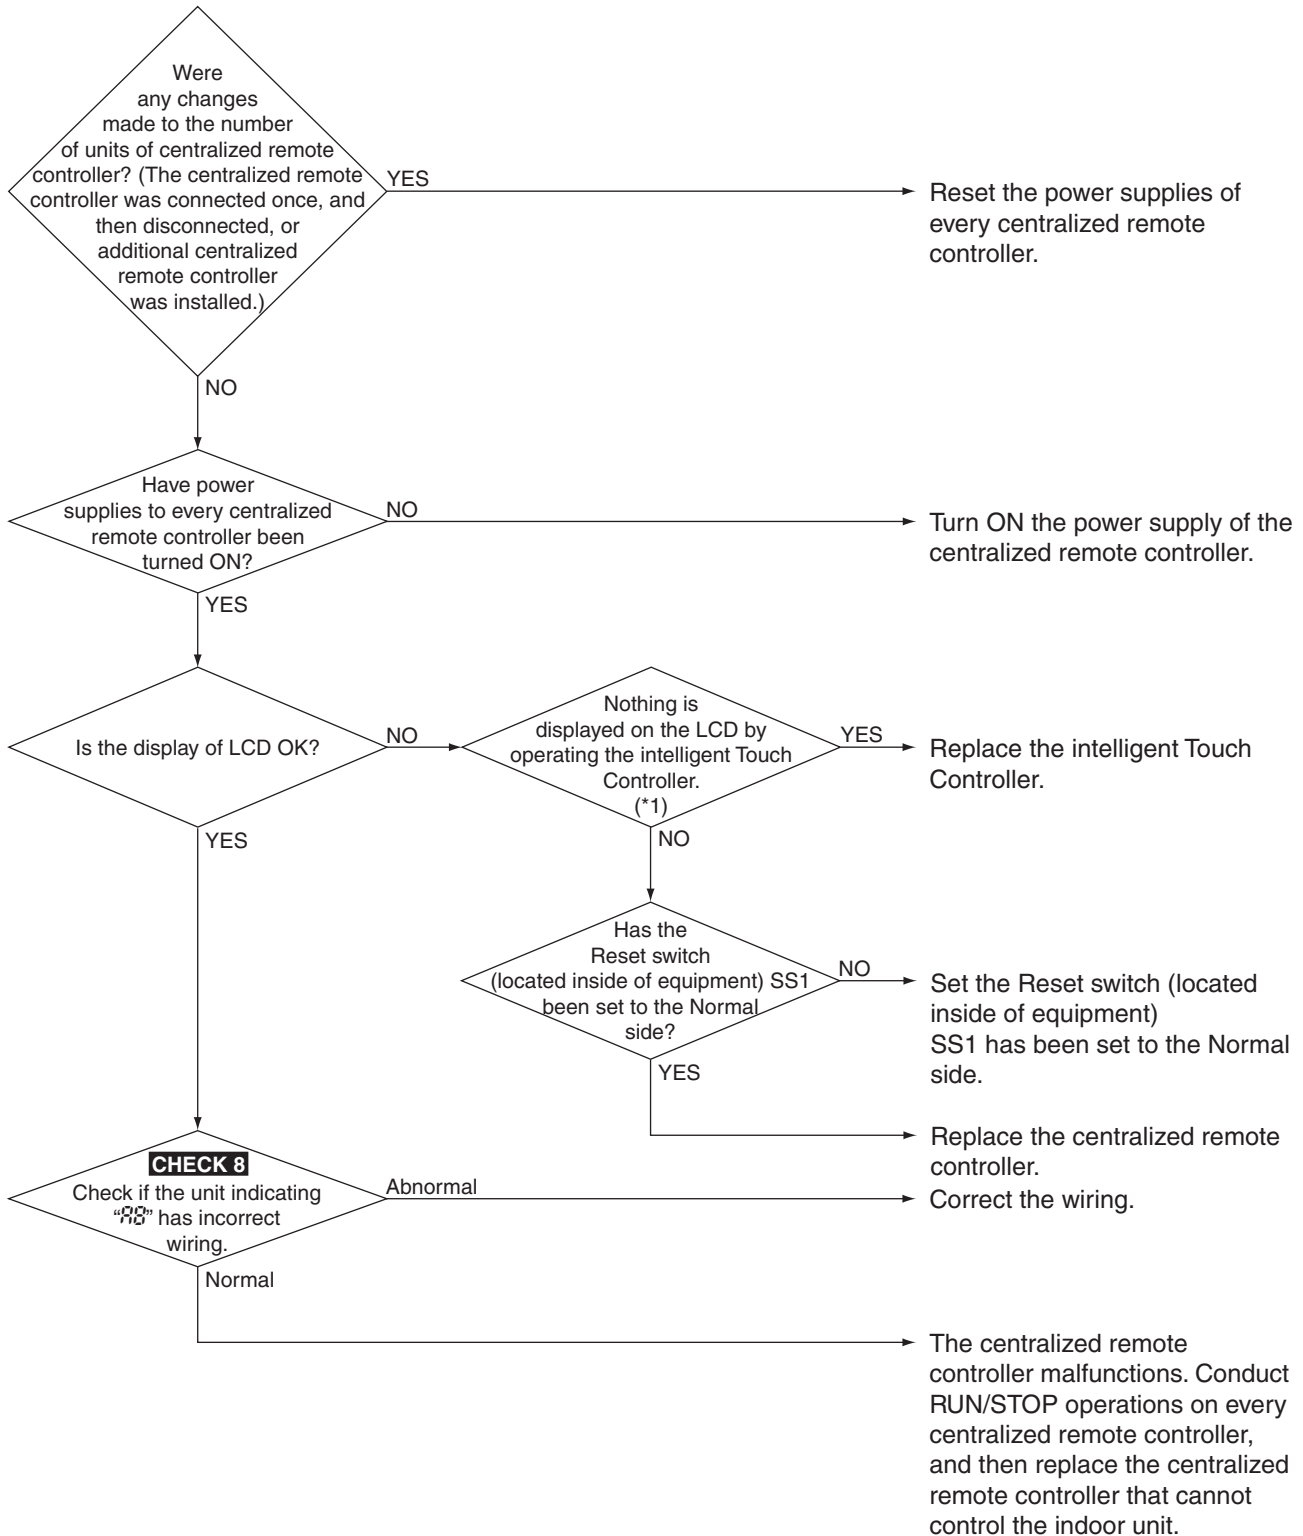 Were
any changes
made to the number
of units of centralized remote
controller? (The centralized remote
controller was connected once, and
then disconnected, or
additional centralized
remote controller
was installed.)
YES
Reset the power supplies of
every centralized remote
controller.
NO
Have power
supplies to every centralized
remote controller been
turned ON?
NO
Turn ON the power supply of the
centralized remote controller.
YES
Is the display of LCD OK?
NO
Nothing is
displayed on the LCD by
operating the intelligent Touch
Controller.
(*1)
YES
Replace the intelligent Touch
Controller.
YES
NO
Has the
Reset switch
(located inside of equipment) SS1
been set to the Normal
side?
NO
Set the Reset switch (located
inside of equipment)
SS1 has been set to the Normal
side.
YES
Replace the centralized remote
controller.
CHECK 8
Check if the unit indicating
“A8” has incorrect
wiring.
Abnormal
Correct the wiring.
Normal
The centralized remote
controller malfunctions. Conduct
RUN/STOP operations on every
centralized remote controller,
and then replace the centralized
remote controller that cannot
control the indoor unit.